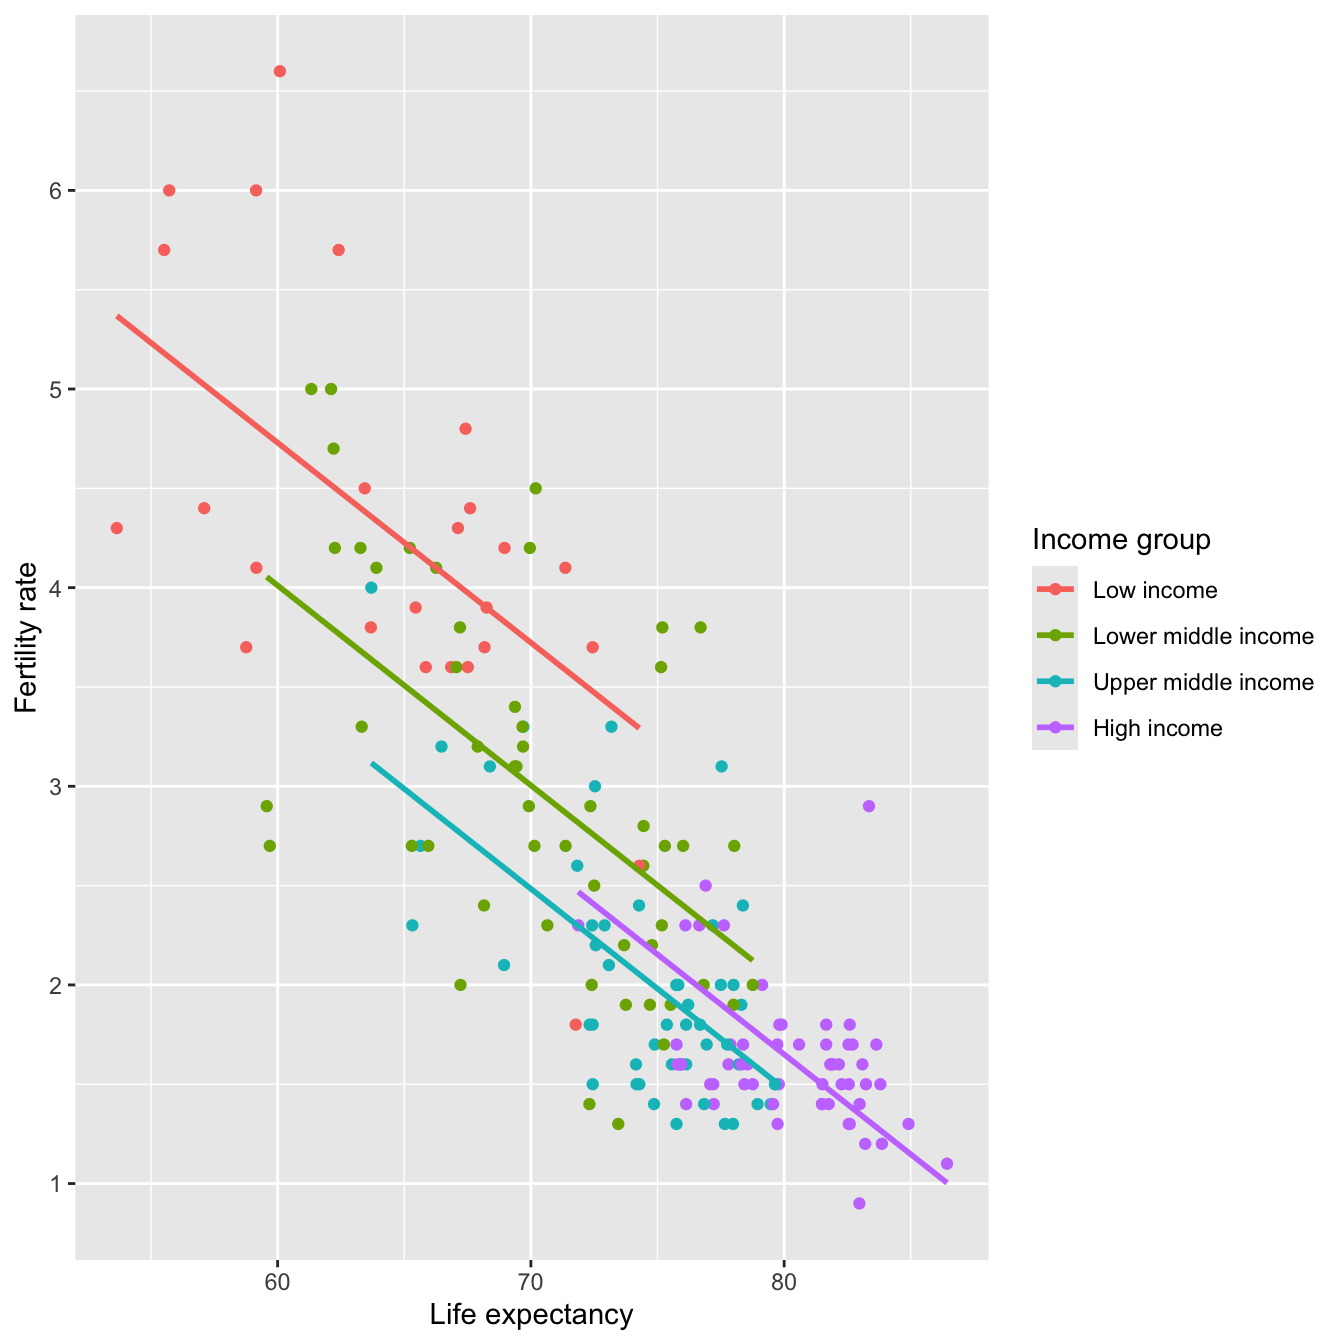 6
5
4
3
2
1
Fertility rate
60 70 80
Life expectancy
Income group
Low income
Lower middle income
Upper middle income
High income